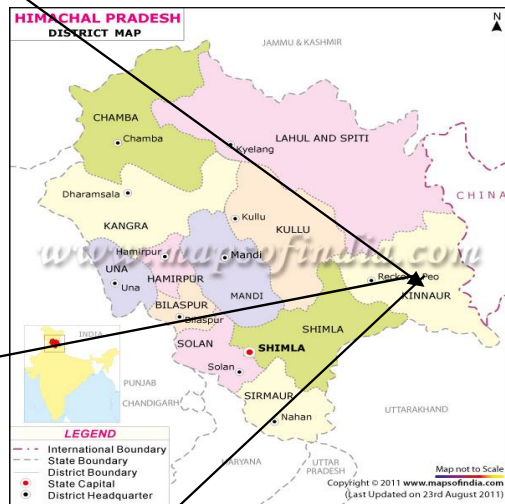 HIMACHAL PRADESH
DISTRICT MAP
N
JAMMU & KASHMIR
CHAMBA
Chamba
LAHUL AND SPITI
Kyelang
Dharamsala
CHINA
KANGRA
Kullu
KULLU
www.mapsofindia.com
Hamirpur
Mandi
UNA
Una
HAMIRPUR
Peo
KINNAUR
MANDI
BILASPUR
Bilaspur
SHIMLA
INDIA
SOLAN
SHIMLA
Solan
PUNJAB
SIRMAUR
CHANDIGARH
Nahan
UTTARAKHAND
LEGEND
International Boundary
State Boundary
District Boundary
State Capital
District Headquarter
HARYANA
UTTAR
PRADESH
Map not to Scale
Copyright © 2011 www.mapsofindia.com
(Last Updated on 23rd August 2011)